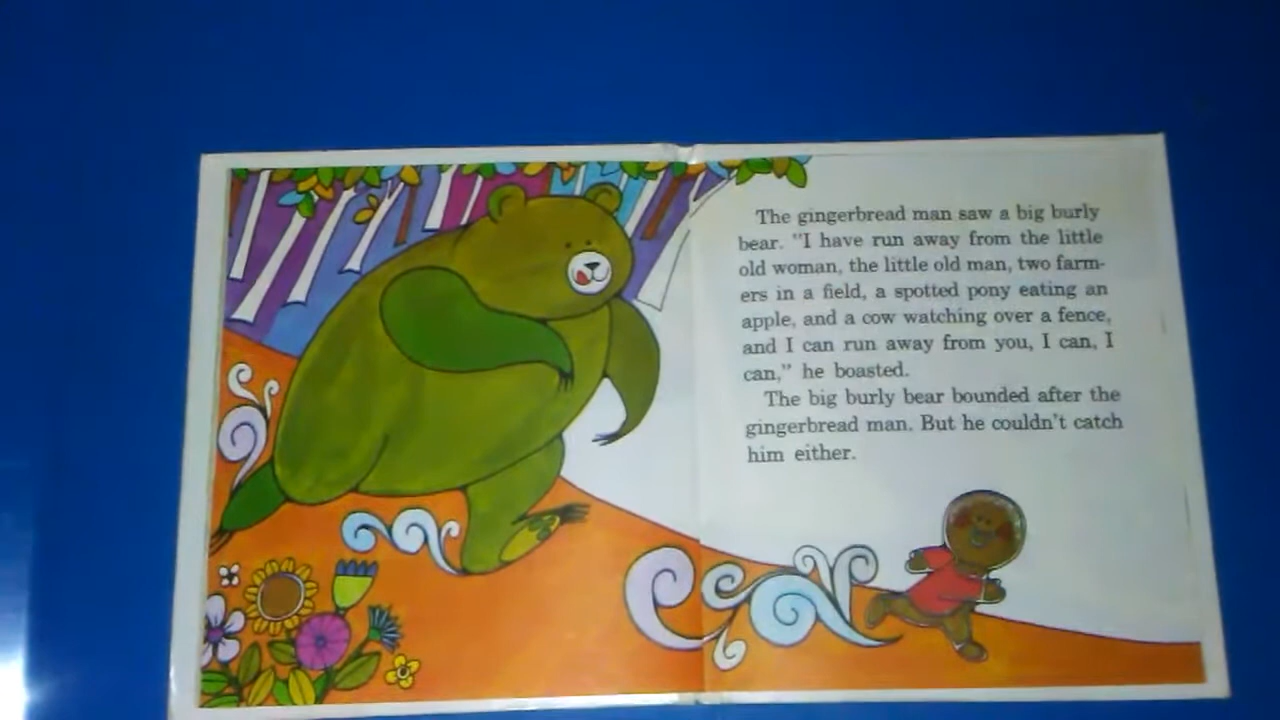 The gingerbread man saw a big burly
bear. "I have run away from the little
old woman, the little old man, two farm-
ers in a field, a spotted pony eating an
apple, and a cow watching over a fence,
and I can run away from you, I can, I
can," he boasted.
The big burly bear bounded after the
gingerbread man. But he couldn't catch
him either.